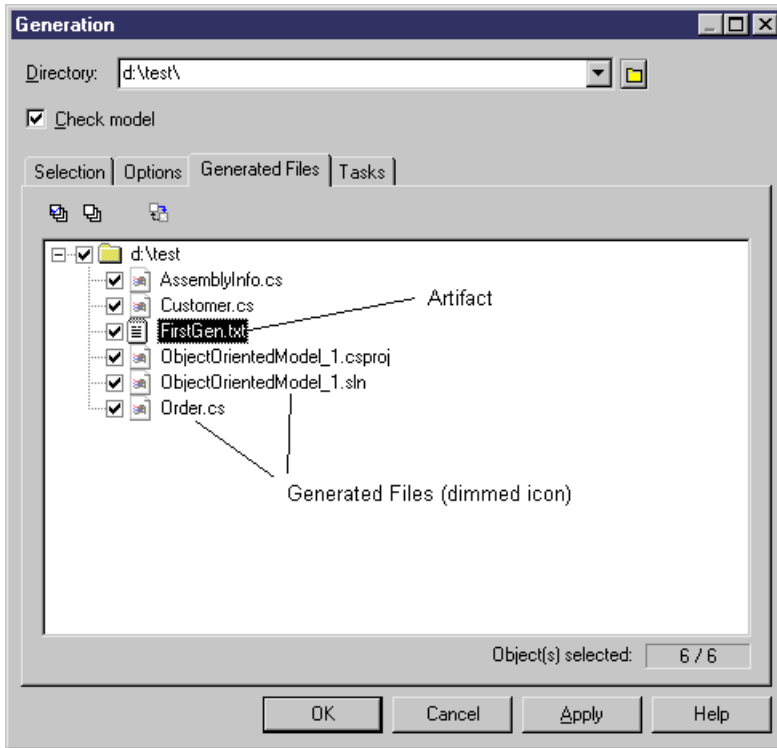 Generation
Directory: d:\test\
Check model
Selection Options Generated Files Tasks
d:\test
AssemblyInfo.cs
Customer.cs
Artifact
FirstGen.txt
ObjectOrientedModel_1.csproj
ObjectOrientedModel_1.sln
Order.cs
Generated Files (dimmed icon)
Object(s) selected: 6 / 6
OK Cancel Apply Help